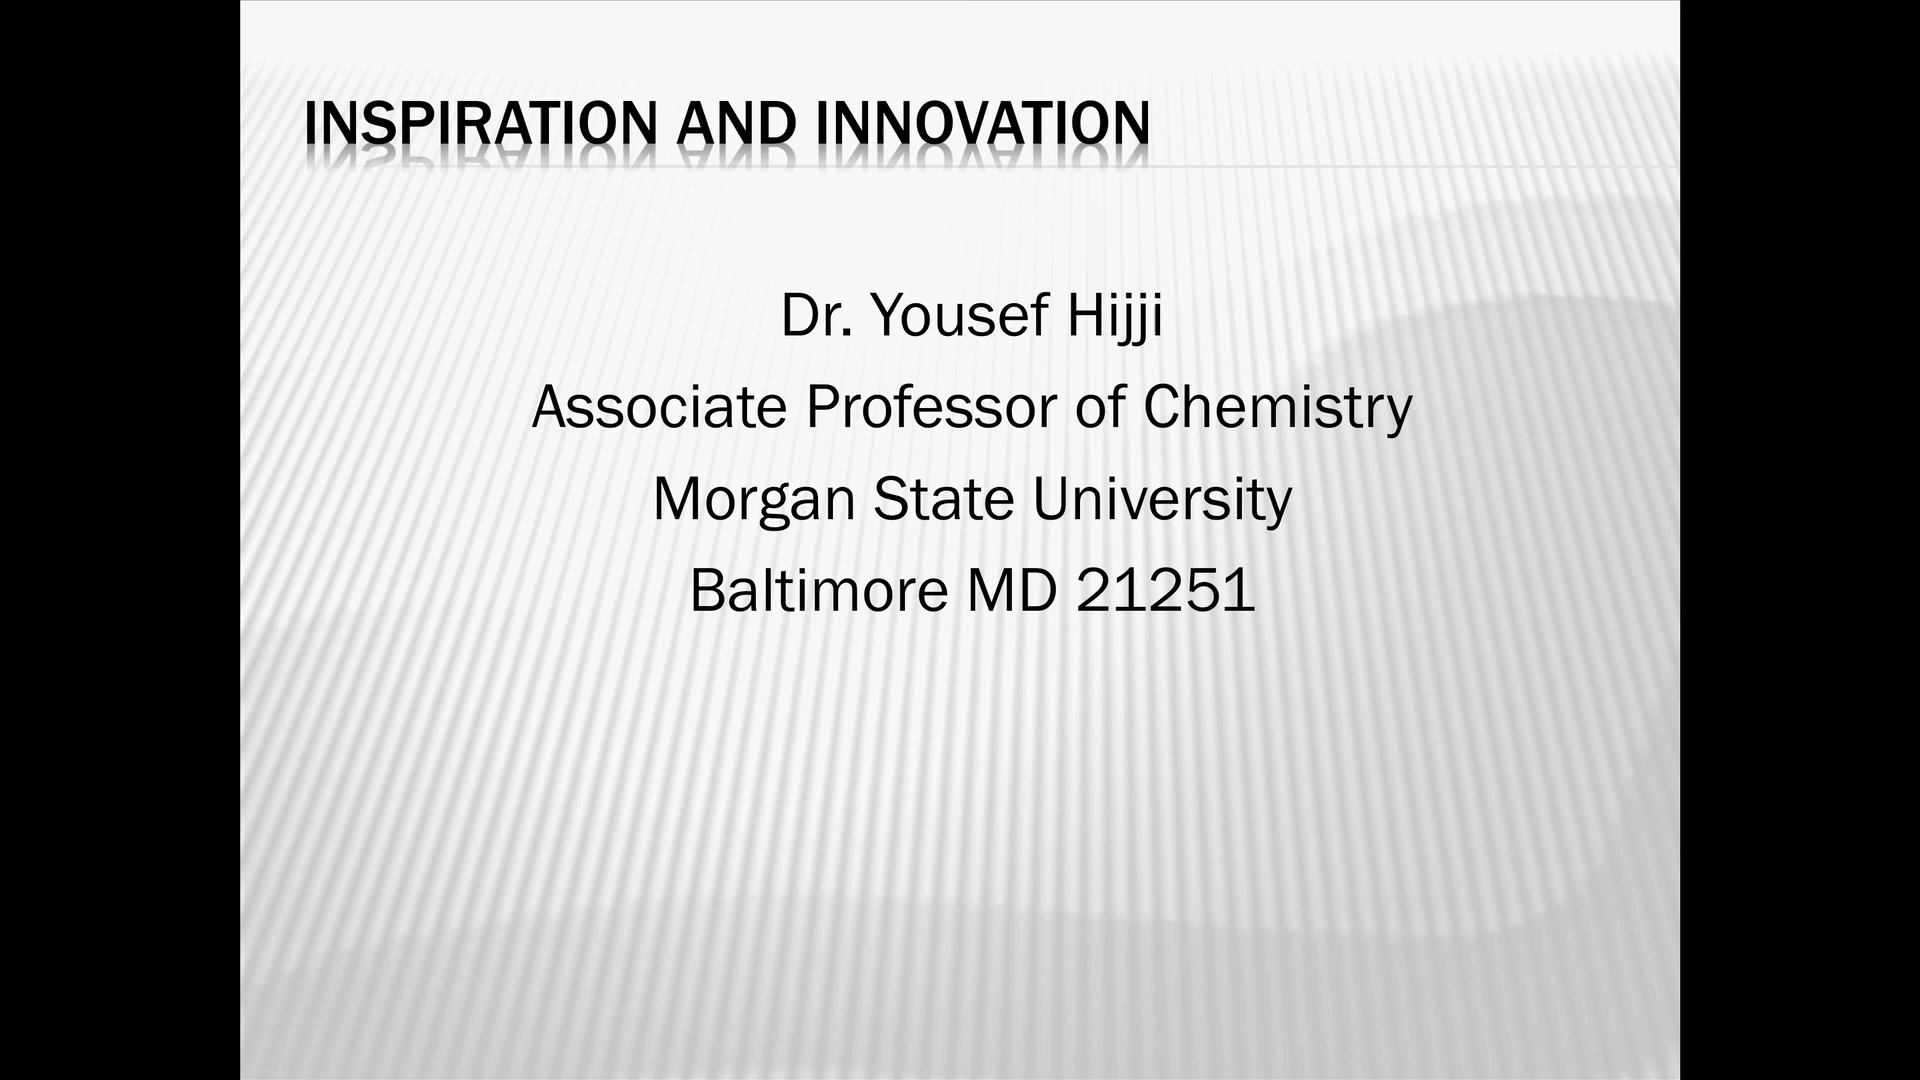 INSPIRATION AND INNOVATION
Dr. Yousef Hijji
Associate Professor of Chemistry
Morgan State University
Baltimore MD 21251